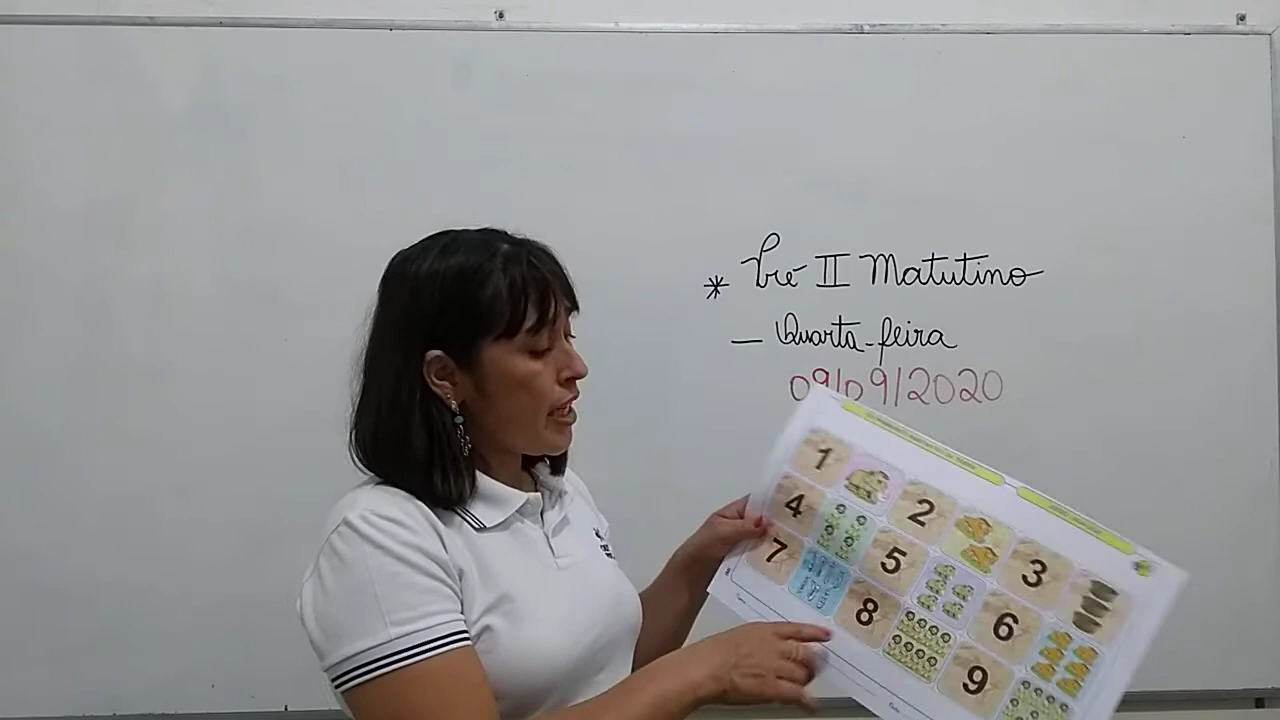 * Pré II Matutino
- Quarta-feira
09/09/2020
1 2 3
4 5 6
7 8 9